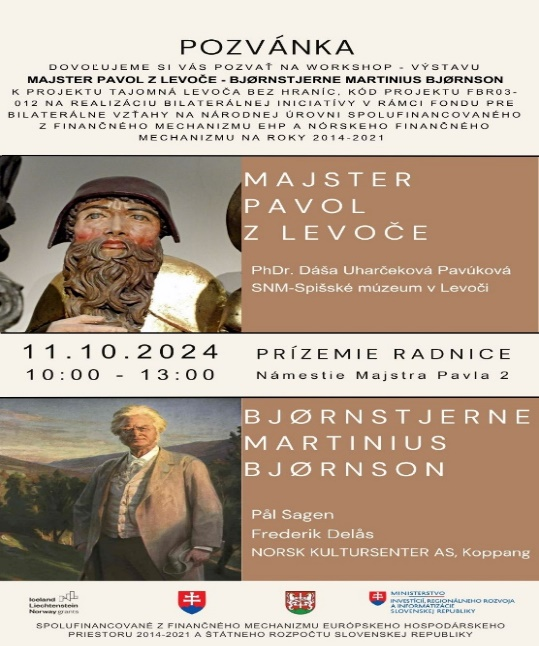 POZVÁNKA
DOVOĽUJEME SI VÁS POZVAŤ NA WORKSHOP - VÝSTAVU
MAJSTER PAVOL Z LEVOČE - BJØRNSTJERNE MARTINIUS BJØRNSON
K PROJEKTU TAJOMNÁ LEVOČA BEZ HRANÍC, KÓD PROJEKTU FBR03-
012 NA REALIZÁCIU BILATERÁLNEJ INICIATÍVY V RÁMCI FONDU PRE
BILATERÁLNE VZŤAHY NA NÁRODNEJ ÚROVNI SPOLUFINANCOVANÉHO
Z FINANČNÉHO MECHANIZMU EHP A NÓRSKEHO FINANČNÉHO
MECHANIZMU NA ROKY 2014-2021
MAJSTER
PAVOL
Z LEVOČE
PhDr. Dáša Uharčeková Pavúková
SNM-Spišské múzeum v Levoči
11.10.2024
10:00 - 13:00
PRÍZEMIE RADNICE
Námestie Majstra Pavla 2
BJØRNSTJERNE
MARTINIUS
BJØRNSON
Pål Sagen
Frederik Delås
NORSK KULTURSENTER AS, Koppang
Iceland
Liechtenstein
Norway grants
MINISTERSTVO
INVESTÍCIÍ, REGIONÁLNEHO ROZVOJA
A INFORMATIZÁCIE
SLOVENSKEJ REPUBLIKY
SPOLUFINANCOVANÉ Z FINANČNÉHO MECHANIZMU EURÓPSKEHO HOSPODÁRSKEHO
PRIESTORU 2014-2021 A ŠTÁTNEHO ROZPOČTU SLOVENSKEJ REPUBLIKY